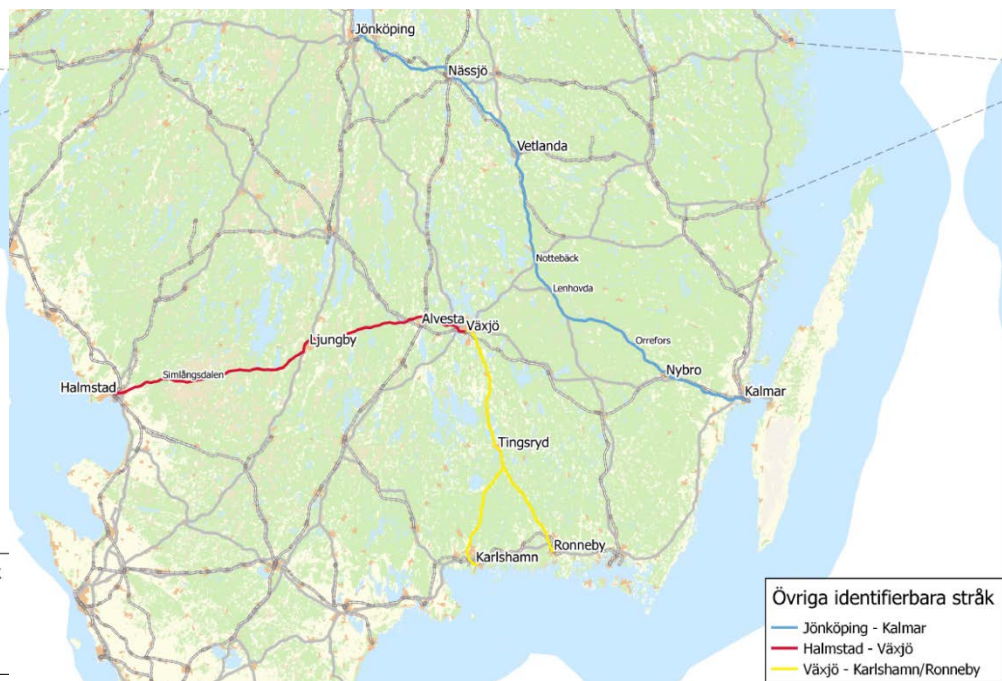 Jönköping
Nässjö
Vetlanda
Nottebäck
Lenhovda
Alvesta
Växjö
Ljungby
Orrefors
Simlångsdalen
Nybro
Halmstad
Kalmar
Tingsryd
Ronneby
Karlshamn
Övriga identifierbara stråk
Jönköping - Kalmar
Halmstad - Växjö
Växjö - Karlshamn/Ronneby